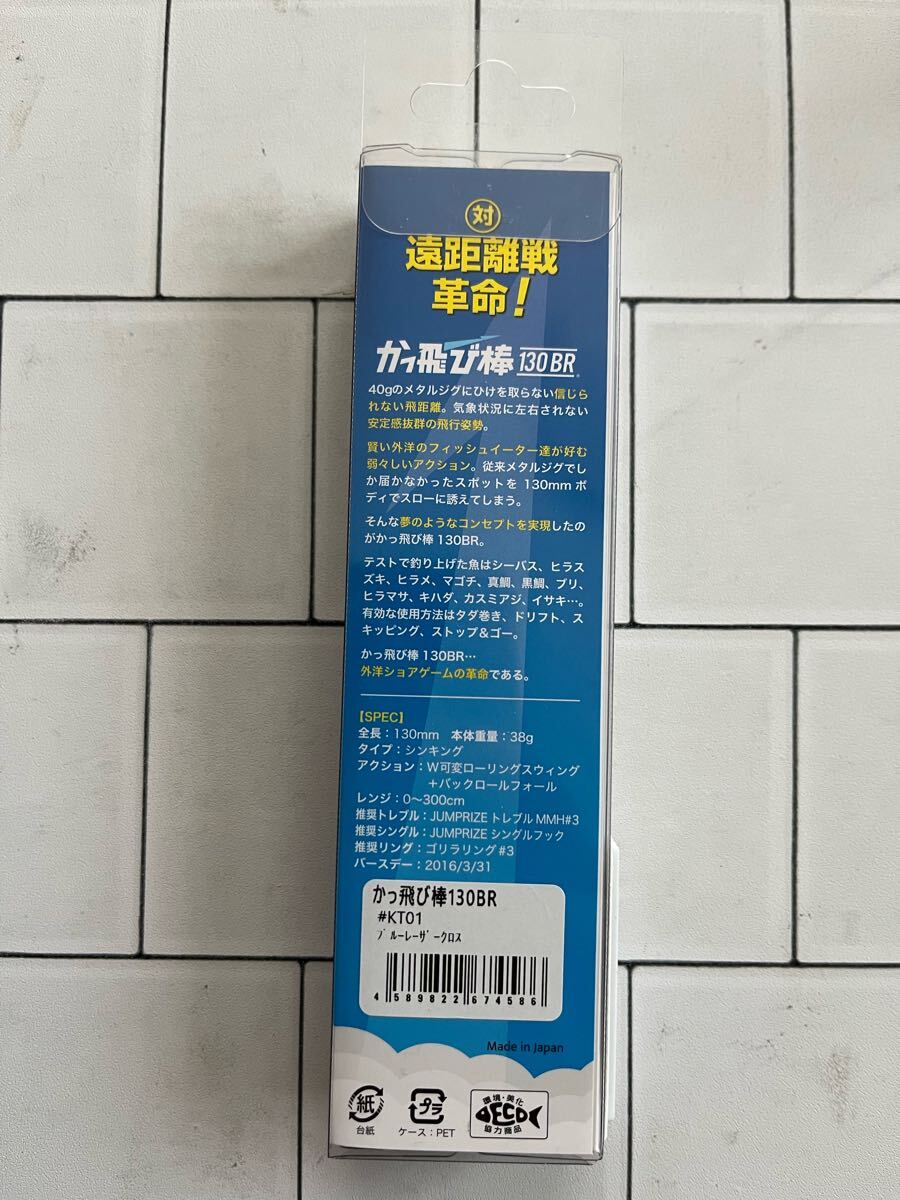 対
遠距離戦
革命!
かっ飛び棒 130BR
40gのメタルジグにひけを取らない信じら
れない飛距離。気象状況に左右されない
安定感抜群の飛行姿勢。
賢い外洋のフィッシュイーター達が好む
弱々しいアクション。従来メタルジグでし
か届かなかったスポットを 130mm ボ
ディでスローに誘えてしまう。
そんな夢のようなコンセプトを実現したの
がかっ飛び棒 130BR。
テストで釣り上げた魚はシーバス、ヒラス
ズキ、ヒラメ、マゴチ、真鯛、黒鯛、ブリ、
ヒラマサ、キハダ、カスミアジ、イサキ…。
有効な使用方法はタダ巻き、ドリフト、ス
キッピング、ストップ&ゴー。
かっ飛び棒 130BR…
外洋ショアゲームの革命である。
【SPEC】
全長:130mm 本体重量:38g
タイプ:シンキング
アクション:W可変ローリングスウィング
+バックロールフォール
レンジ:0〜300cm
推奨トレブル:JUMPRIZE トレブル MMH#3
推奨シングル:JUMPRIZE シングルフック
推奨リング:ゴリラリング #3
バースデー:2016/3/31
かっ飛び棒130BR
#KT01
ブルーレーザークロス
4 589822 674586
Made in Japan
紙
台紙
プラ
ケース:PET
環境・美化
ECO
協力商品